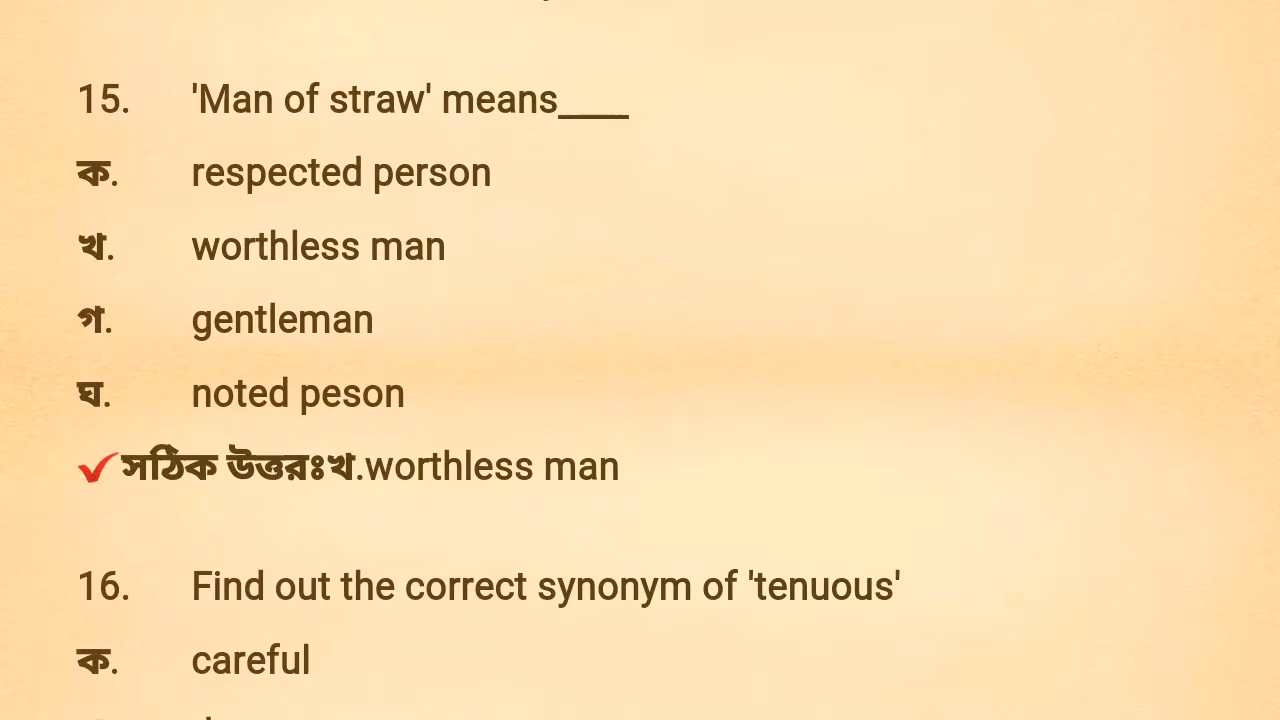 15. 'Man of straw' means____
ক. respected person
খ. worthless man
গ. gentleman
ঘ. noted peson
✓সঠিক উত্তরঃখ.worthless man
16. Find out the correct synonym of 'tenuous'
ক. careful